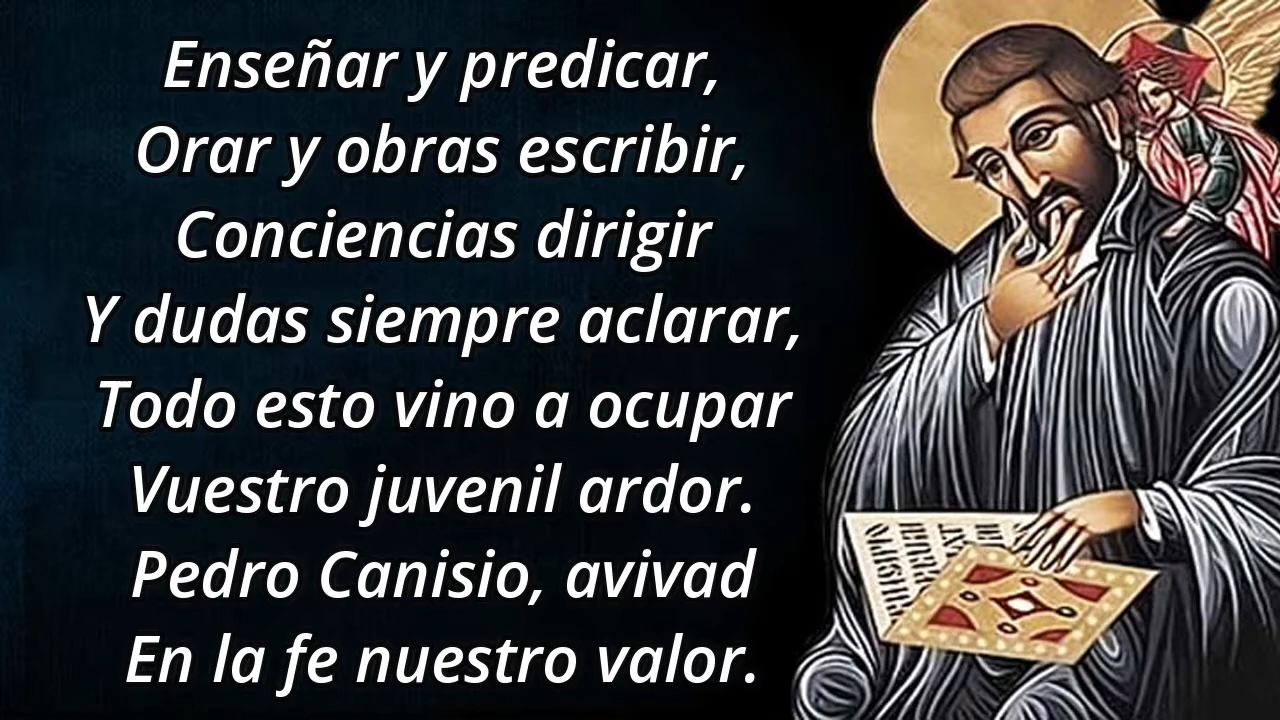 Enseñar y predicar,
Orar y obras escribir,
Conciencias dirigir
Y dudas siempre aclarar,
Todo esto vino a ocupar
Vuestro juvenil ardor.
Pedro Canisio, avivad
En la fe nuestro valor.